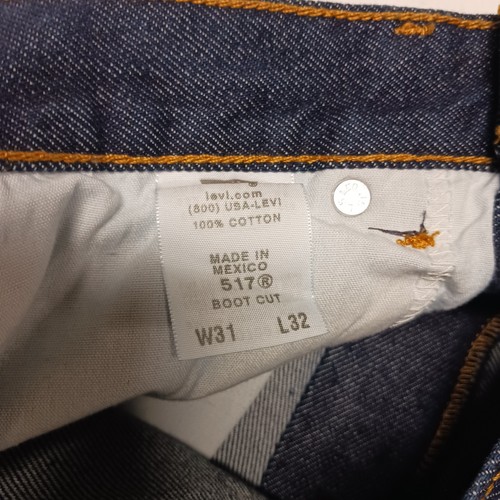 levi.com
(800) USA-LEVI
100% COTTON
MADE IN
MEXICO
517®
BOOT CUT
W31 L32